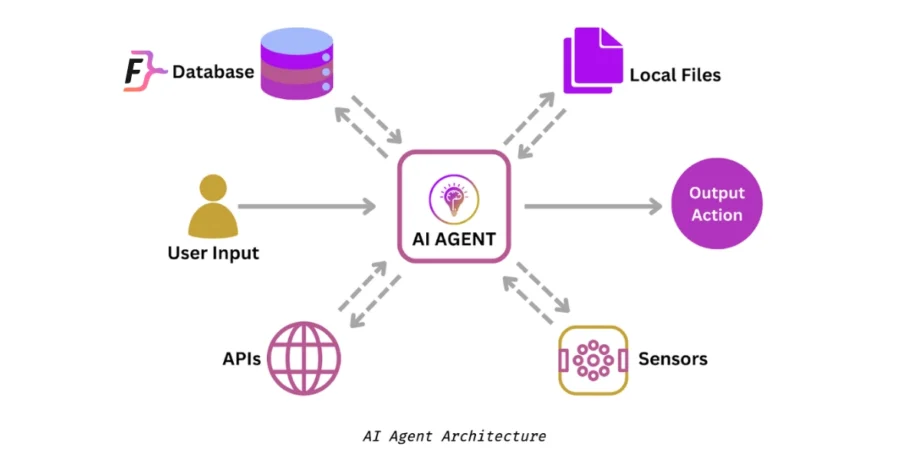 F Database
Local Files
AI AGENT
Output
Action
User Input
APIs
Sensors
AI Agent Architecture